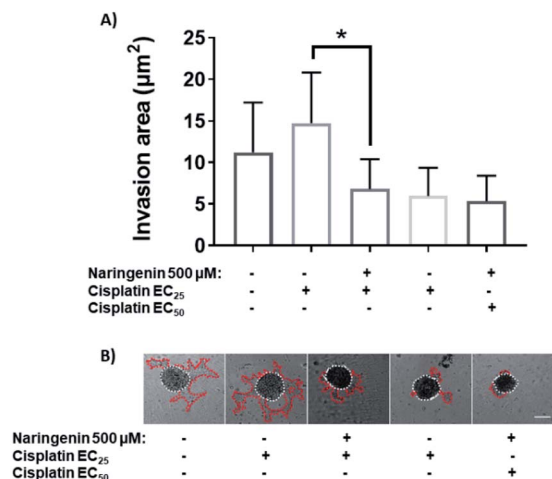 A)
*
Invasion area (µm²)
25
20
15
10
5
0
Naringenin 500 µM: - - + - +
Cisplatin EC₂₅ - + + + -
Cisplatin EC₅₀ - - - - +
B)
Naringenin 500 µM: - - + - +
Cisplatin EC₂₅ - + + + -
Cisplatin EC₅₀ - - - - +